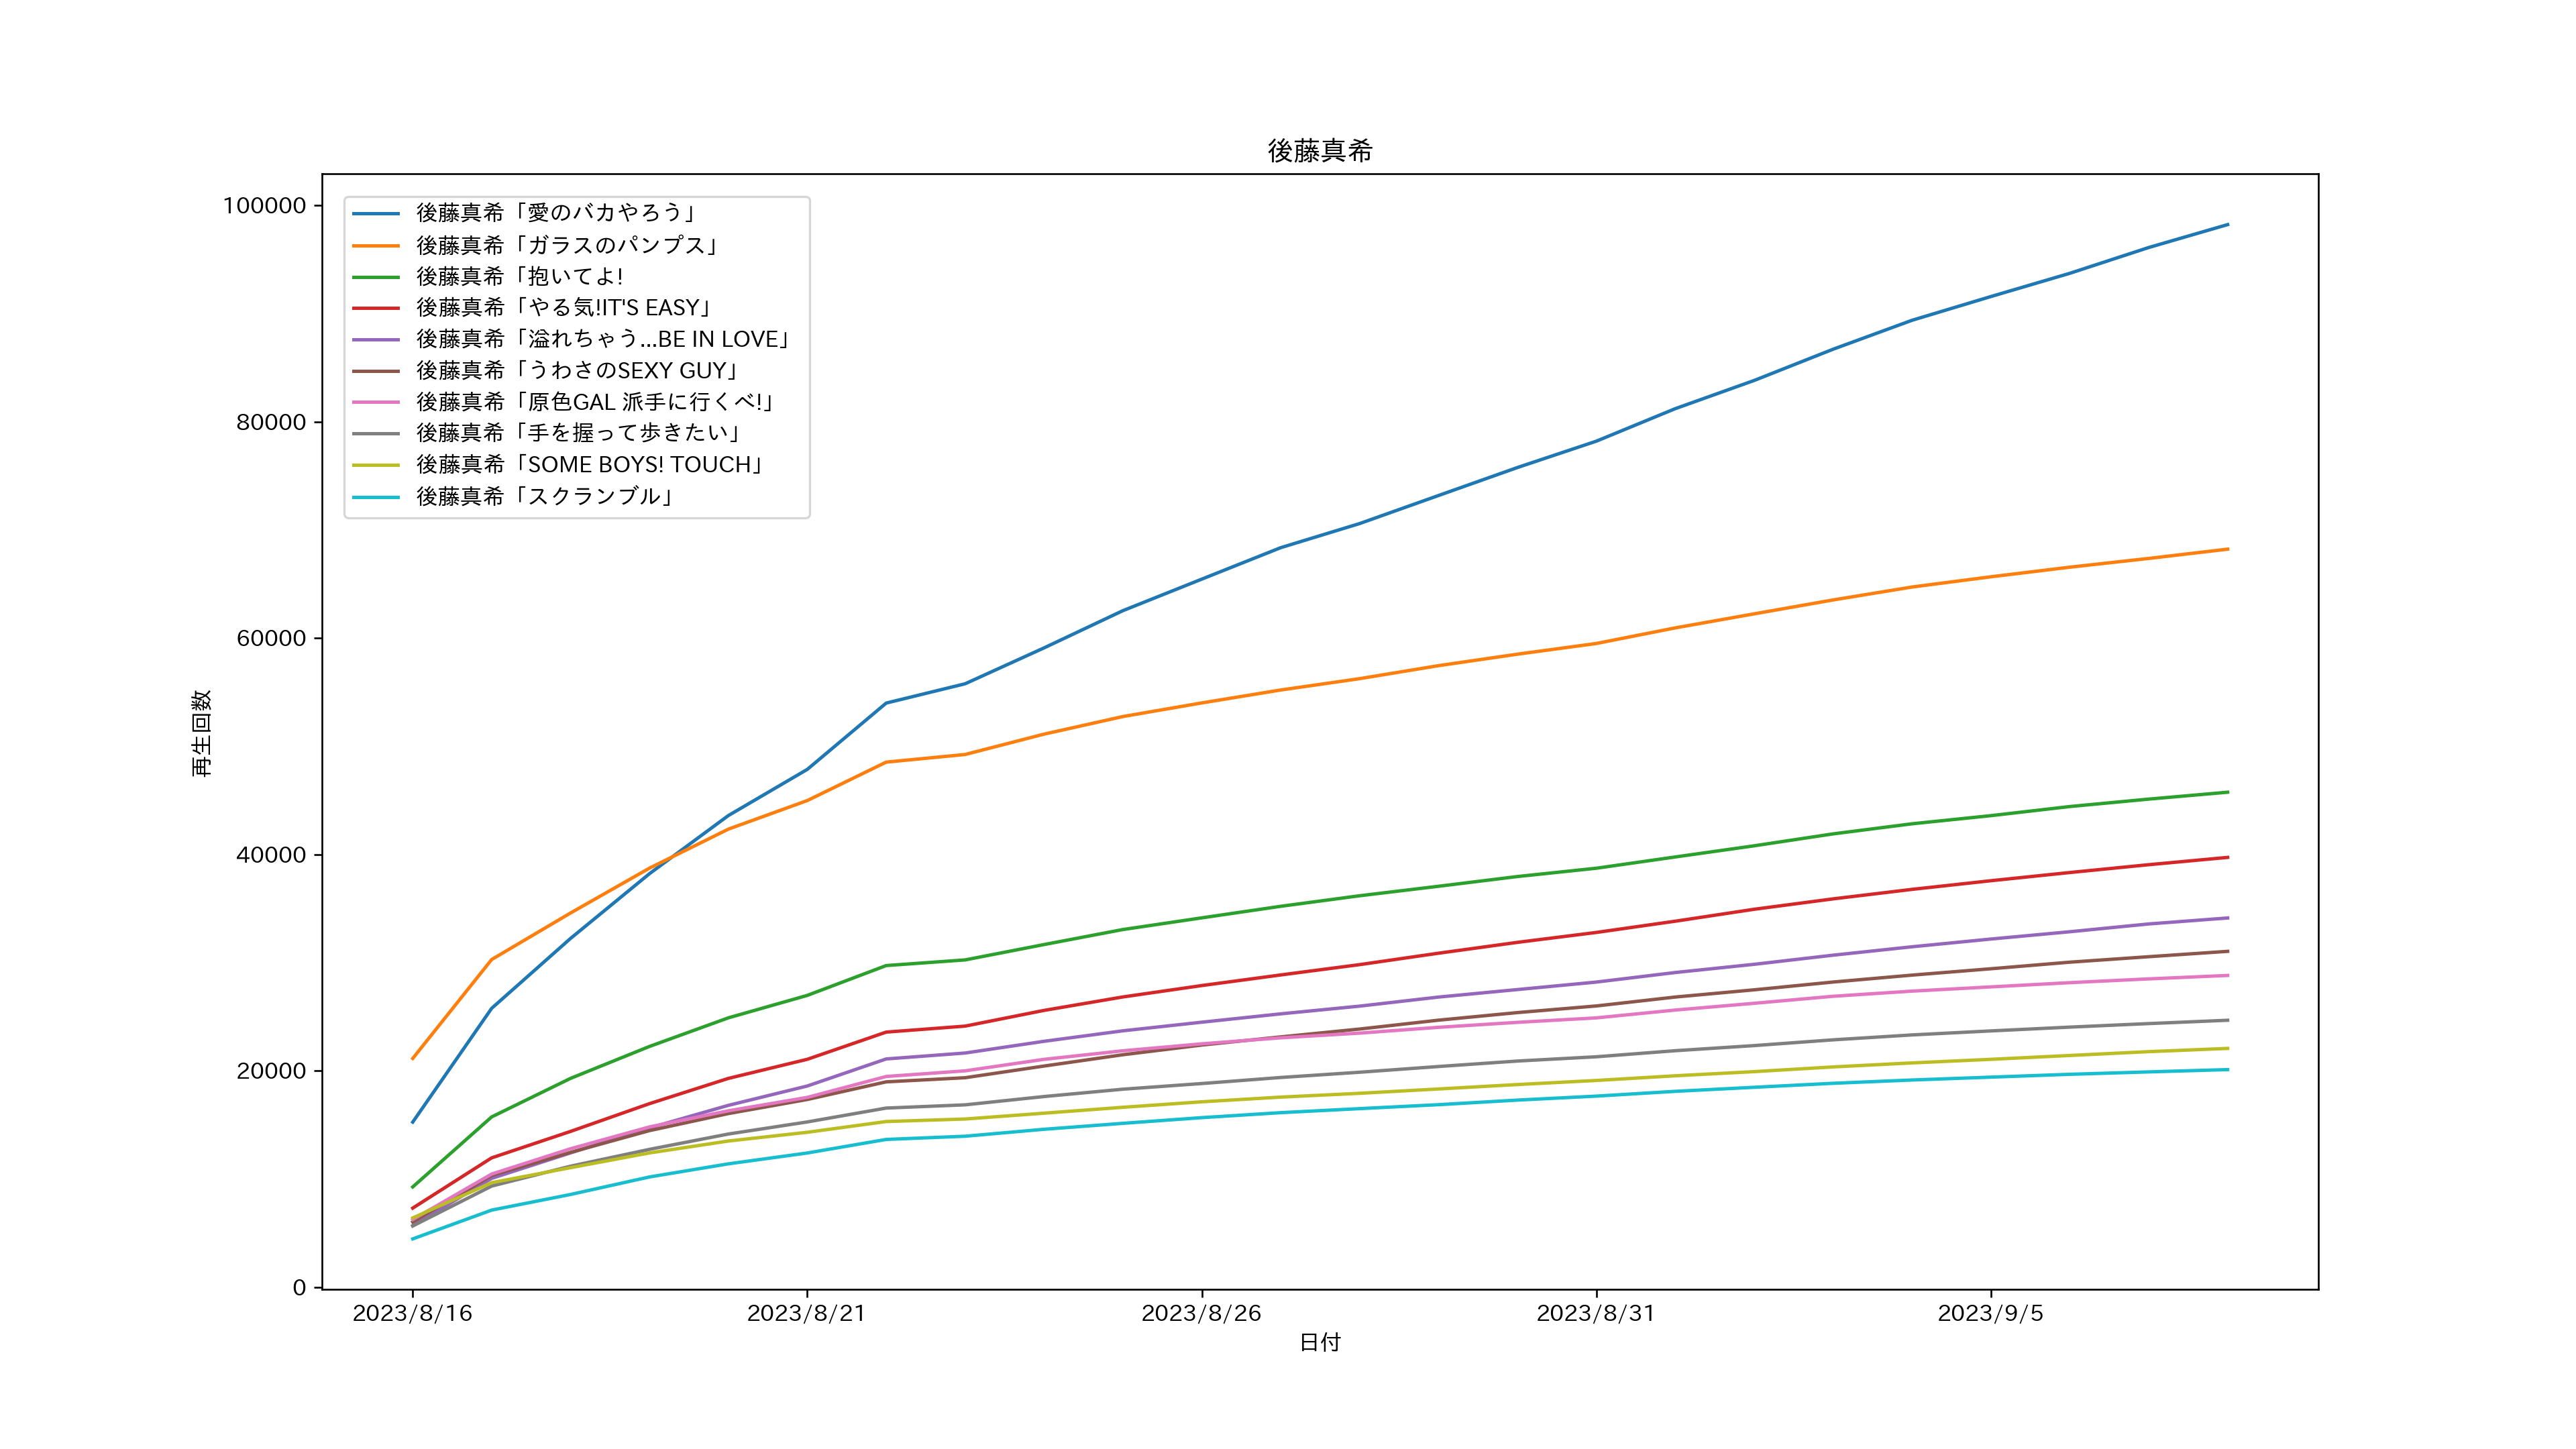 後藤真希
100000
80000
60000
40000
20000
0
再生回数
後藤真希「愛のバカやろう」
後藤真希「ガラスのパンプス」
後藤真希「抱いてよ!
後藤真希「やる気!IT'S EASY」
後藤真希「溢れちゃう...BE IN LOVE」
後藤真希「うわさのSEXY GUY」
後藤真希「原色GAL 派手に行くべ!」
後藤真希「手を握って歩きたい」
後藤真希「SOME BOYS! TOUCH」
後藤真希「スクランブル」
2023/8/16 2023/8/21 2023/8/26 2023/8/31 2023/9/5
日付